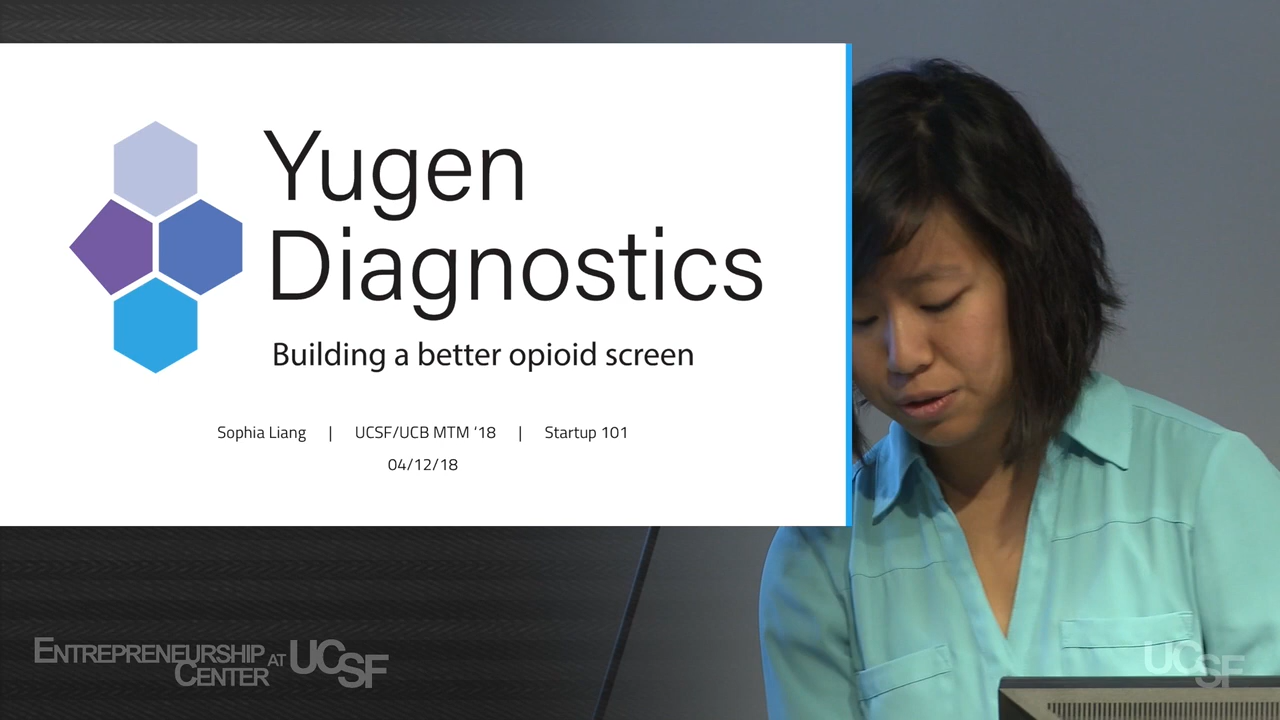 Yugen
Diagnostics
Building a better opioid screen
Sophia Liang | UCSF/UCB MTM ‘18 | Startup 101
04/12/18
ENTREPRENEURSHIP AT UCSF
CENTER
UCSF